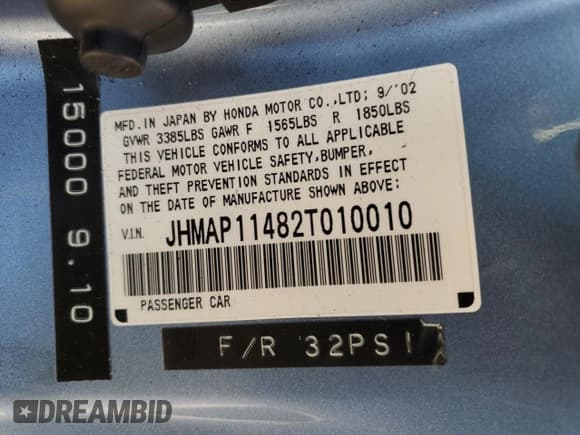 MFD.IN JAPAN BY HONDA MOTOR CO.,LTD: 9/'02
GVWR 3385LBS GAWR F 1565LBS R 1850LBS
THIS VEHICLE CONFORMS TO ALL APPLICABLE
FEDERAL MOTOR VEHICLE SAFETY,BUMPER,
AND THEFT PREVENTION STANDARDS IN EFFECT
ON THE DATE OF MANUFACTURE SHOWN ABOVE:
V.I.N. JHMAP11482T010010
PASSENGER CAR
15000 9.10
F/R 32PSI
DREAMBID